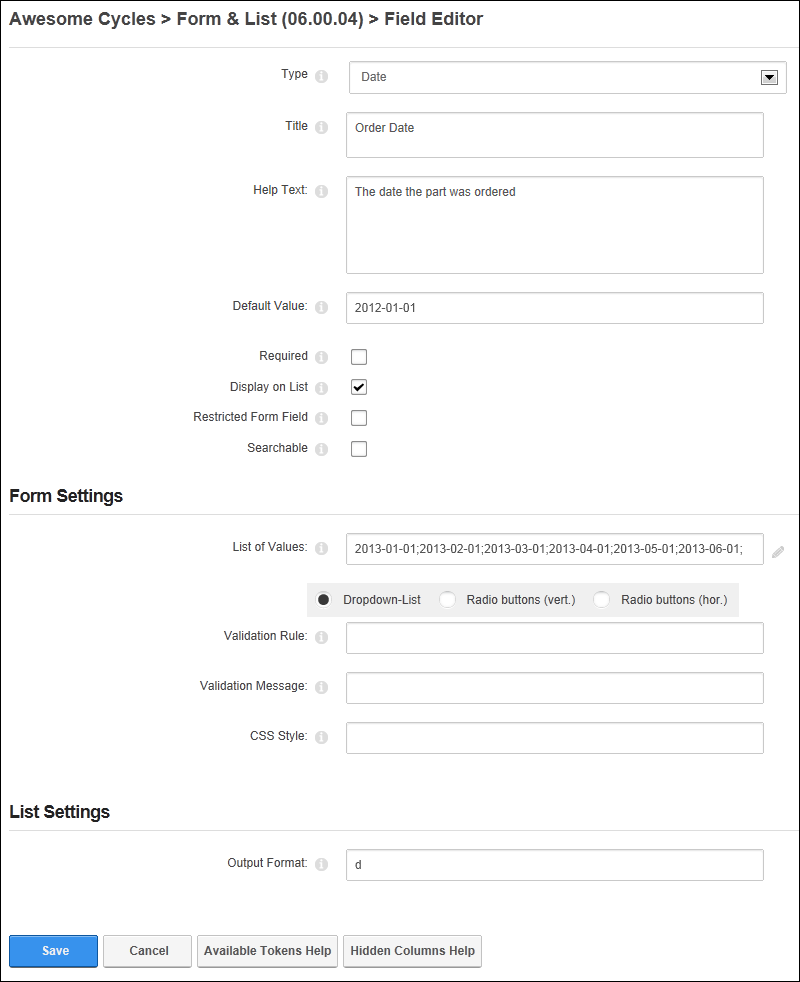 Awesome Cycles > Form & List (06.00.04) > Field Editor
Type
Date
Title
Order Date
Help Text:
The date the part was ordered
Default Value:
2012-01-01
Required
Display on List
Restricted Form Field
Searchable
Form Settings
List of Values:
2013-01-01;2013-02-01;2013-03-01;2013-04-01;2013-05-01;2013-06-01;
Dropdown-List Radio buttons (vert.) Radio buttons (hor.)
Validation Rule:
Validation Message:
CSS Style:
List Settings
Output Format:
d
Save Cancel Available Tokens Help Hidden Columns Help